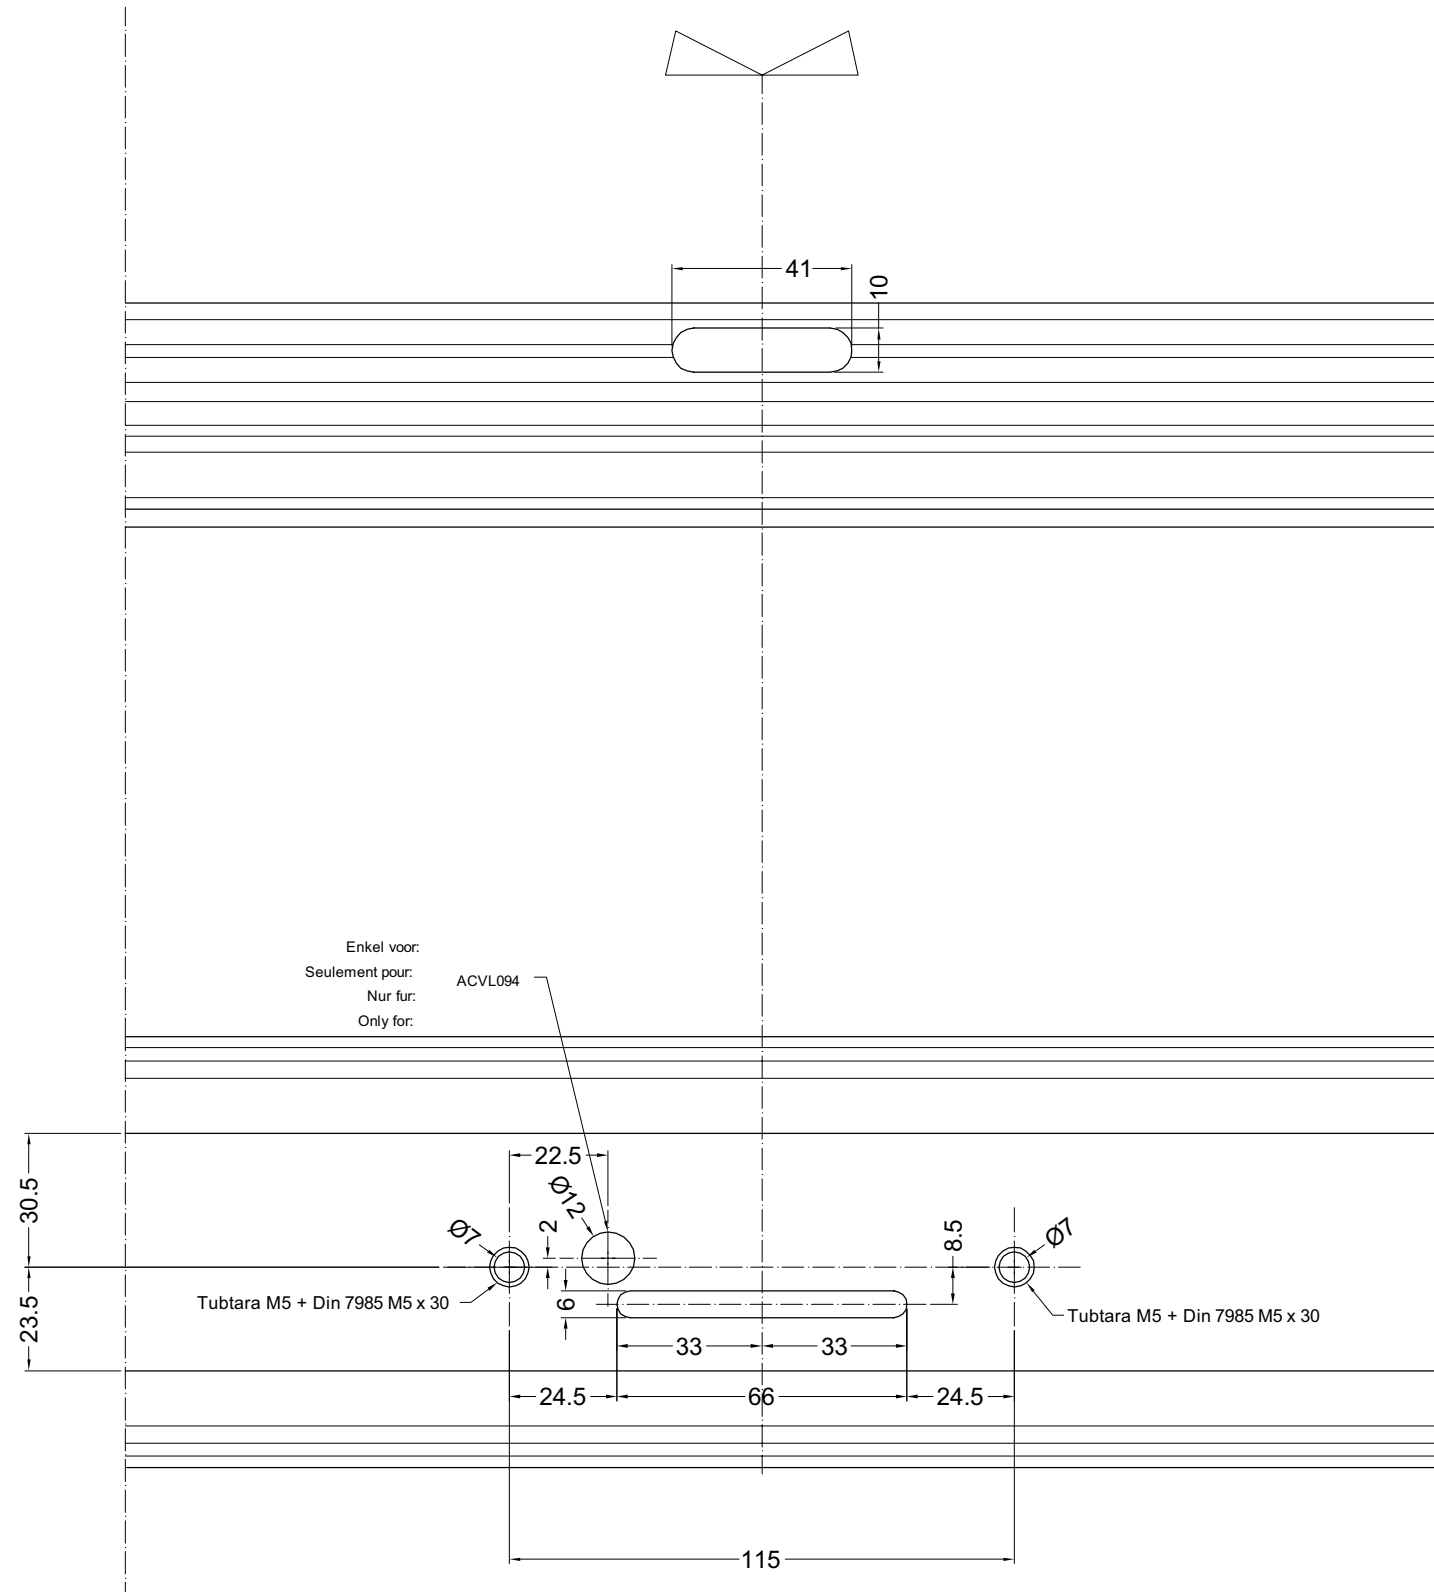 41
10
Enkel voor:
Seulement pour:
ACVL094
Nur fur:
Only for:
22.5
30.5
Ø12
2
8.5
Ø7
Ø7
6
Tubtara M5 + Din 7985 M5 x 30
Tubtara M5 + Din 7985 M5 x 30
23.5
33
33
24.5
66
24.5
115